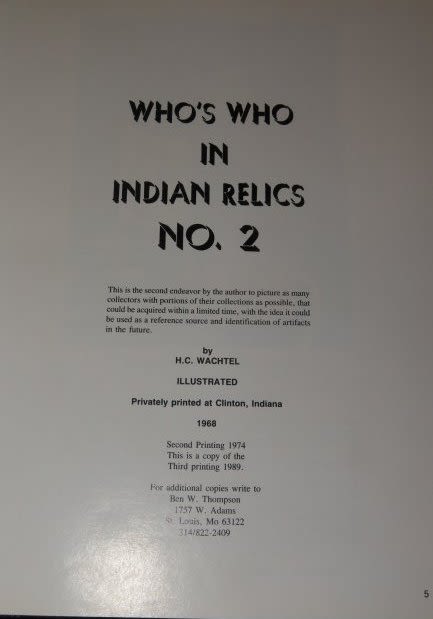 WHO'S WHO
IN
INDIAN RELICS
NO. 2
This is the second endeavor by the author to picture as many
collectors with portions of their collections as possible, that
could be acquired within a limited time, with the idea it could
be used as a reference source and identification of artifacts
in the future.
by
H.C. WACHTEL
ILLUSTRATED
Privately printed at Clinton, Indiana
1968
Second Printing 1974
This is a copy of the
Third printing 1989.
For additional copies write to
Ben W. Thompson
1757 W. Adams
St. Louis, Mo 63122
314/822-2409
5